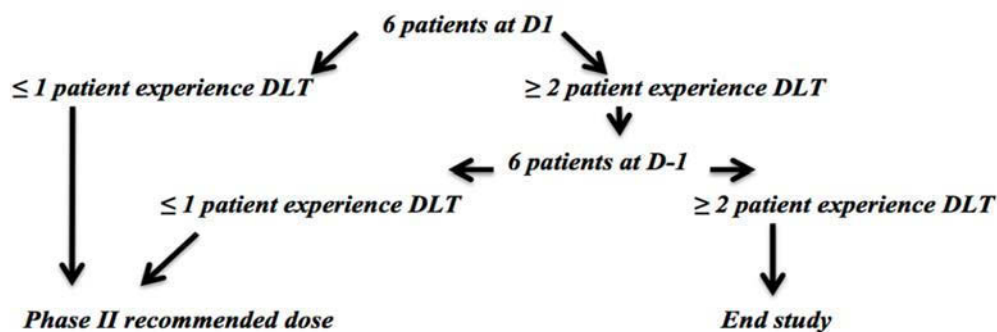 6 patients at D1
≤ 1 patient experience DLT
≥ 2 patient experience DLT
6 patients at D-1
≤ 1 patient experience DLT
≥ 2 patient experience DLT
Phase II recommended dose
End study